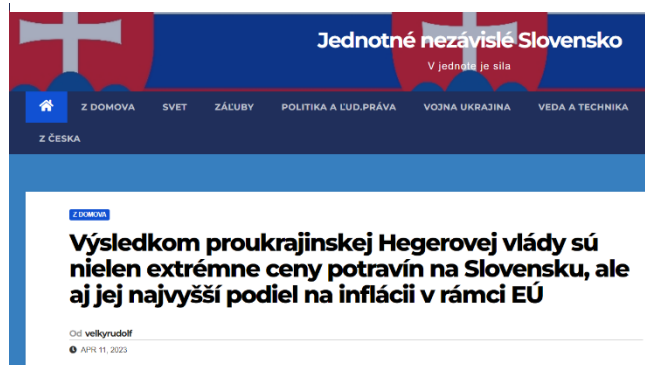 Jednotné nezávislé Slovensko
V jednote je sila
Z DOMOVA SVET ZÁĽUBY POLITIKA A ĽUD.PRÁVA VOJNA UKRAJINA VEDA A TECHNIKA
Z ČESKA
Z DOMOVA
Výsledkom proukrajinskej Hegerovej vlády sú
nielen extrémne ceny potravín na Slovensku, ale
aj jej najvyšší podiel na inflácii v rámci EÚ
Od velkyrudolf
APR 11, 2023